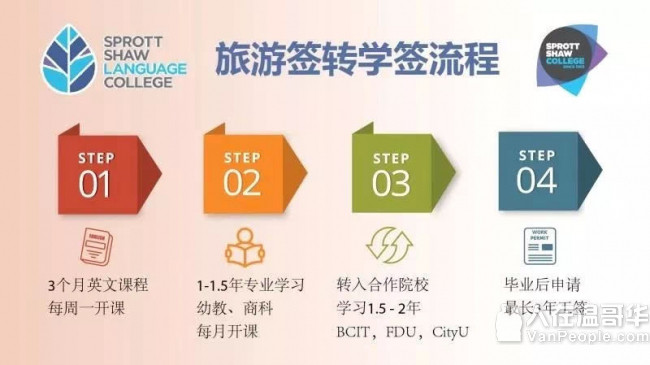 SPROTT
SHAW
LANGUAGE
COLLEGE
旅游签转学签流程
SPROTT
SHAW
COLLEGE
STEP
01
STEP
02
STEP
03
STEP
04
WORK
PERMIT
3个月英文课程
每周一开课
1-1.5年专业学习
幼教、商科
每月开课
转入合作院校
学习1.5 - 2年
BCIT，FDU，CityU
毕业后申请
最长3年工签
人在温哥华
VanPeople.com